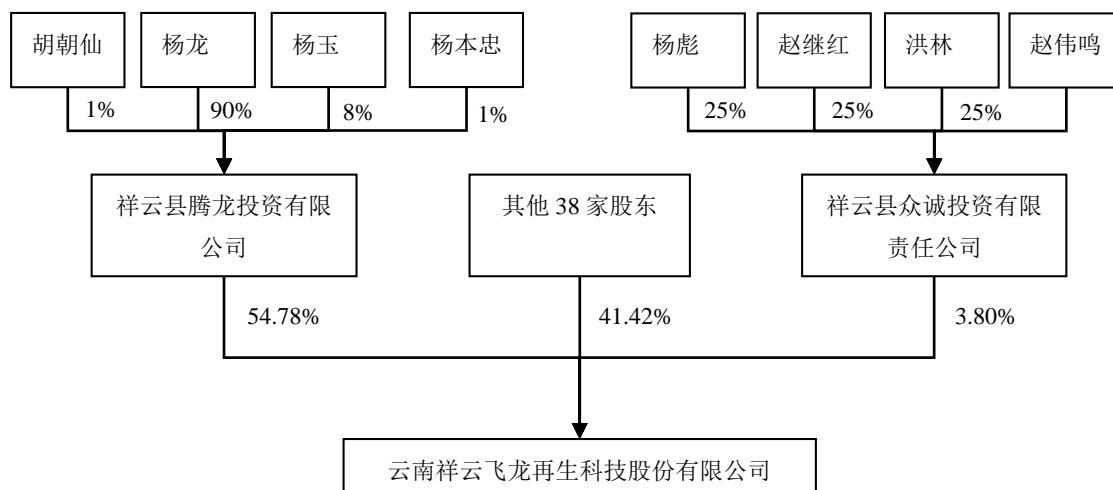 胡朝仙
杨龙
杨玉
杨本忠
杨彪
赵继红
洪林
赵伟鸣
1%
90%
8%
1%
25%
25%
25%
祥云县腾龙投资有限
公司
其他 38 家股东
祥云县众诚投资有限
责任公司
54.78%
41.42%
3.80%
云南祥云飞龙再生科技股份有限公司